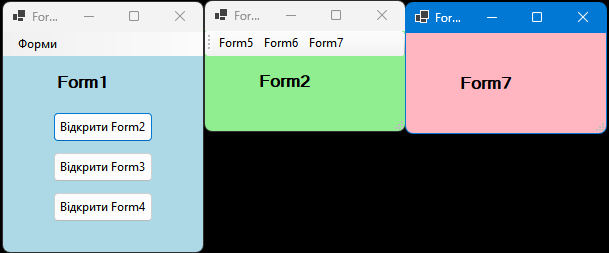 For...
Форми
Form1
Відкрити Form2
Відкрити Form3
Відкрити Form4
For...
Form5 Form6 Form7
Form2
For...
Form7